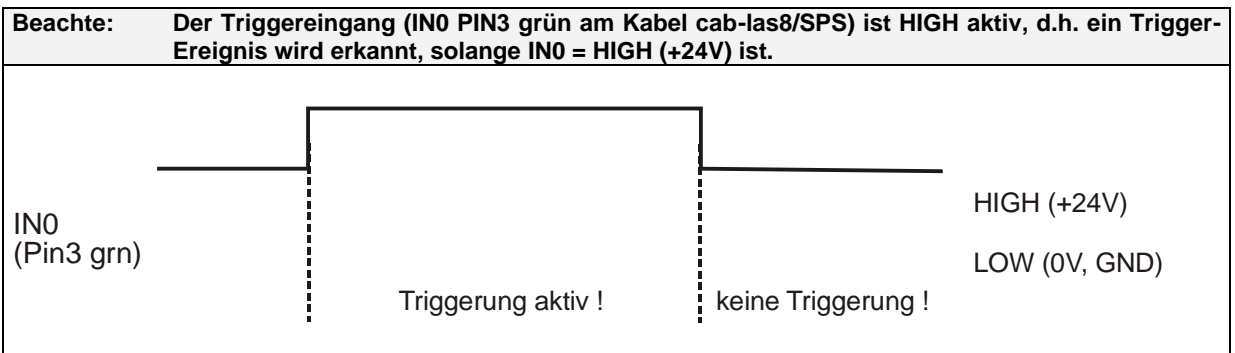 Beachte: Der Triggereingang (IN0 PIN3 grün am Kabel cab-las8/SPS) ist HIGH aktiv, d.h. ein Trigger-
Ereignis wird erkannt, solange IN0 = HIGH (+24V) ist.
IN0
(Pin3 grn)
HIGH (+24V)
LOW (0V, GND)
Triggerung aktiv !
keine Triggerung !